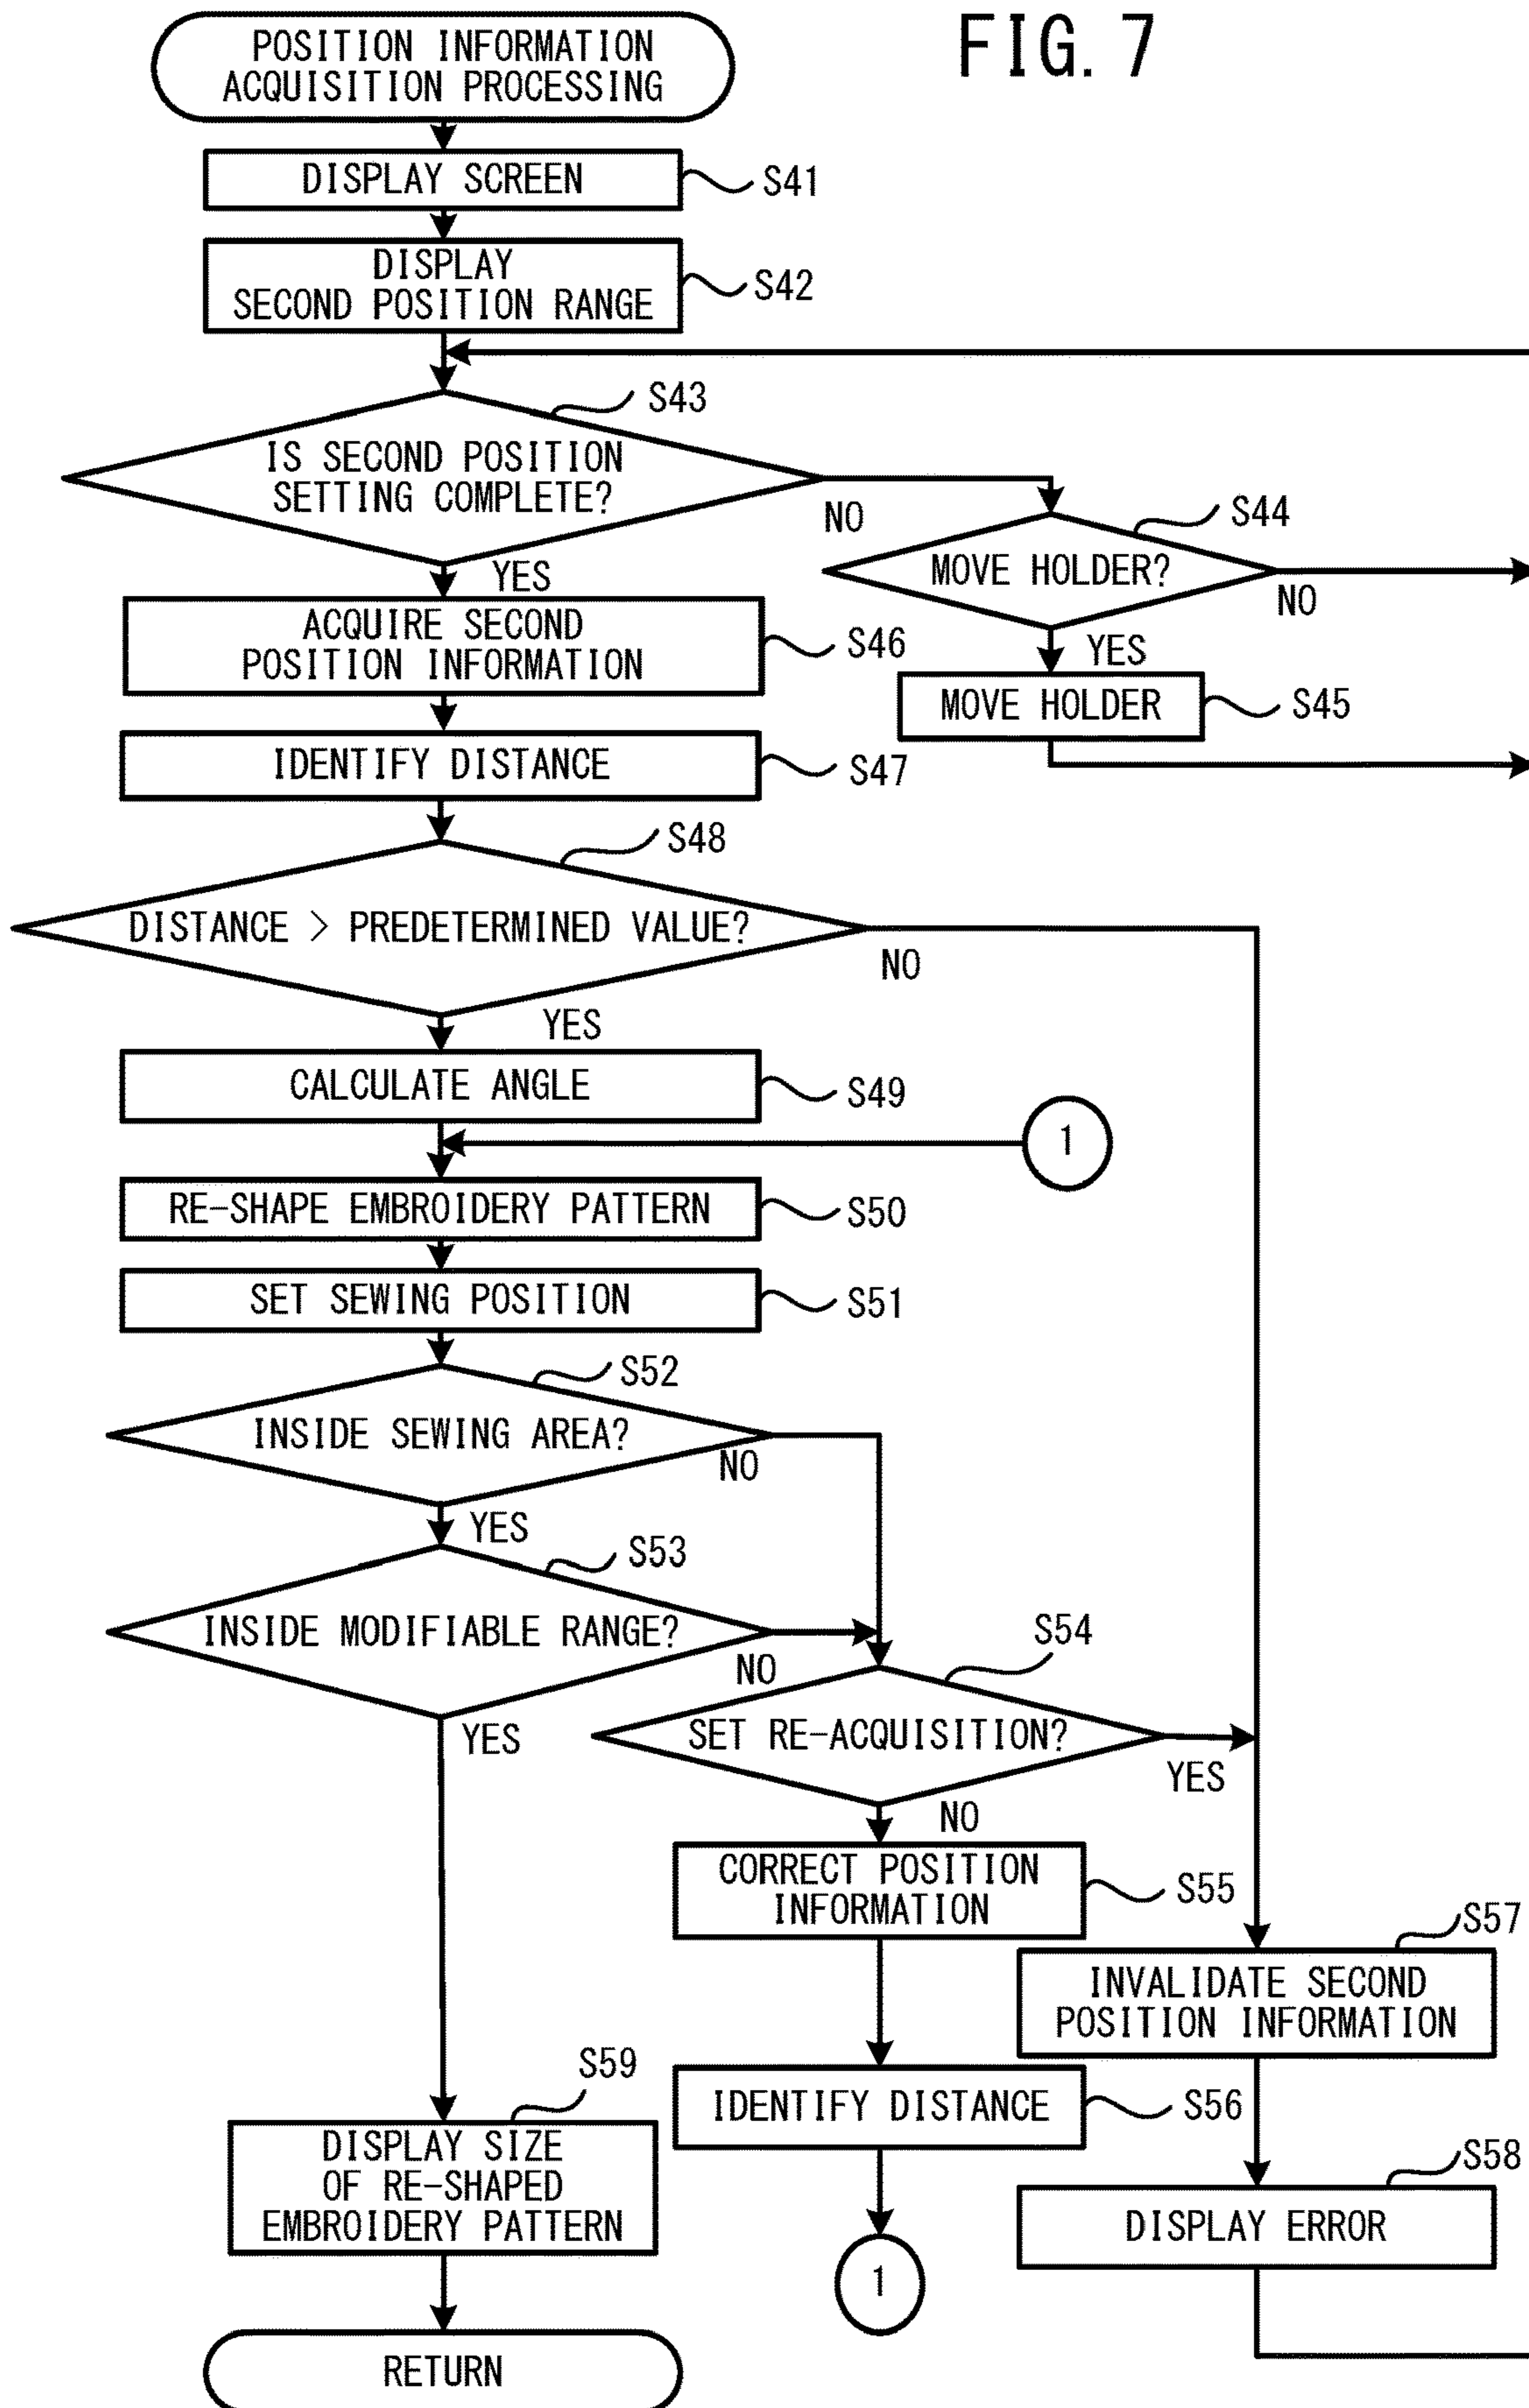 FIG. 7
POSITION INFORMATION
ACQUISITION PROCESSING
DISPLAY SCREEN
S41
DISPLAY
SECOND POSITION RANGE
S42
S43
IS SECOND POSITION
SETTING COMPLETE?
NO
YES
S44
MOVE HOLDER?
NO
YES
MOVE HOLDER
S45
ACQUIRE SECOND
POSITION INFORMATION
S46
IDENTIFY DISTANCE
S47
S48
DISTANCE > PREDETERMINED VALUE?
NO
YES
CALCULATE ANGLE
S49
1
RE-SHAPE EMBROIDERY PATTERN
S50
SET SEWING POSITION
S51
S52
INSIDE SEWING AREA?
NO
YES
S53
INSIDE MODIFIABLE RANGE?
NO
YES
S54
SET RE-ACQUISITION?
YES
NO
CORRECT POSITION
INFORMATION
S55
IDENTIFY DISTANCE
S56
1
S57
INVALIDATE SECOND
POSITION INFORMATION
S58
DISPLAY ERROR
S59
DISPLAY SIZE
OF RE-SHAPED
EMBROIDERY PATTERN
RETURN